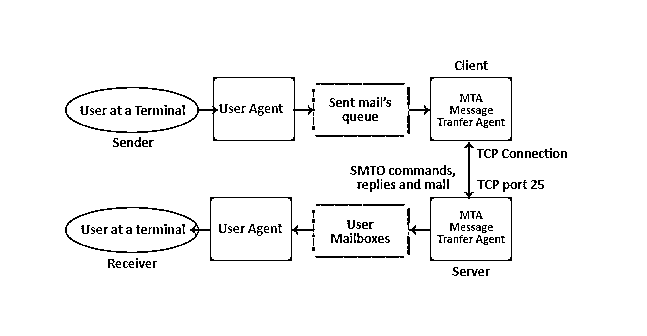 Client
User at a Terminal
User Agent
Sent mail's
queue
MTA
Message
Tranfer Agent
Sender
TCP Connection
SMTO commands,
replies and mall
TCP port 25
User at a terminal
User Agent
User
Mailboxes
MTA
Message
Tranfer Agent
Receiver
Server